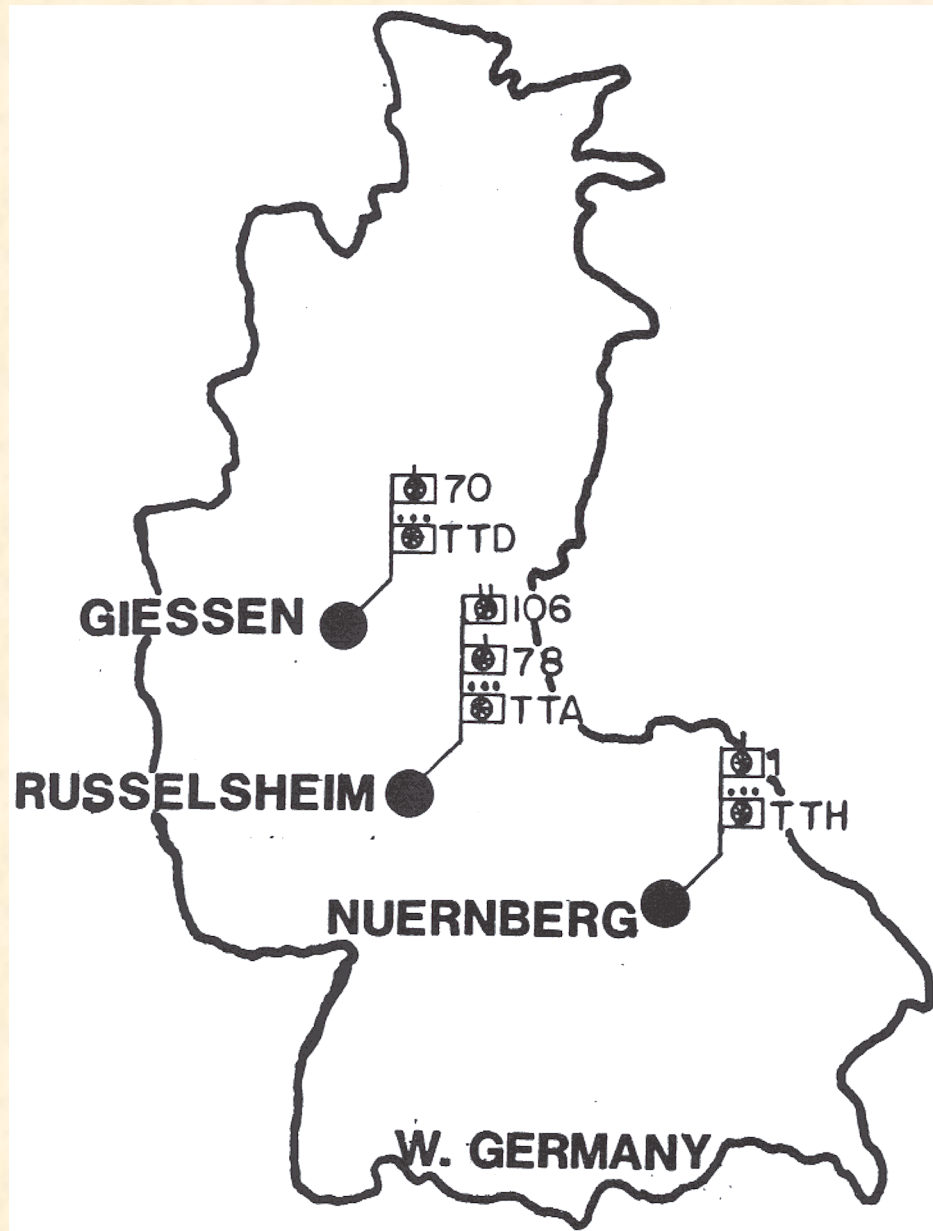 70
TTD
GIESSEN
106
78
TTA
RUSSELSHEIM
1
TTH
NUERNBERG
W. GERMANY